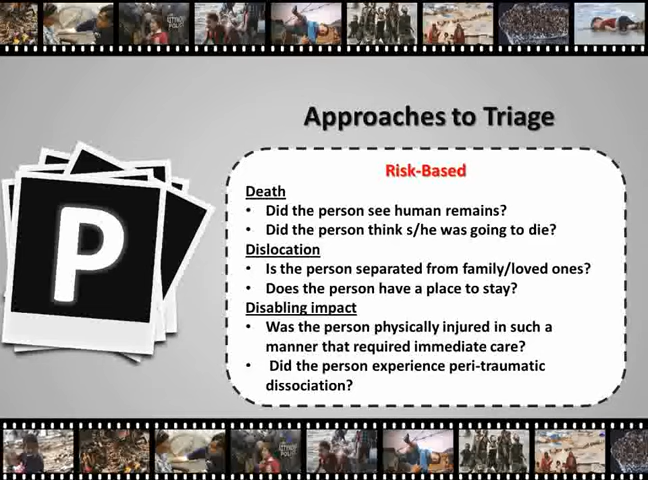 Approaches to Triage
P
Risk-Based
Death
• Did the person see human remains?
• Did the person think s/he was going to die?
Dislocation
• Is the person separated from family/loved ones?
• Does the person have a place to stay?
Disabling impact
• Was the person physically injured in such a
manner that required immediate care?
• Did the person experience peri-traumatic
dissociation?